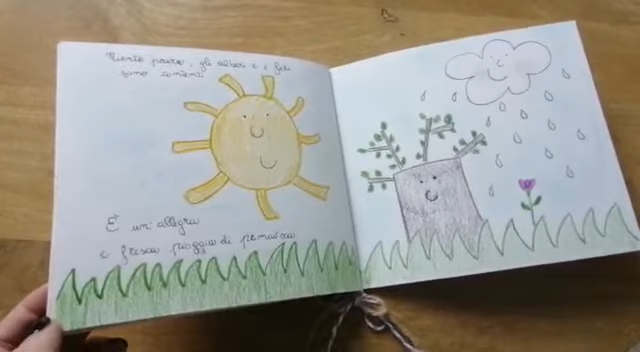 Niente paura, gli alberi e i fiori
sono contenti
È un'allegra
e fresca pioggia di primavera